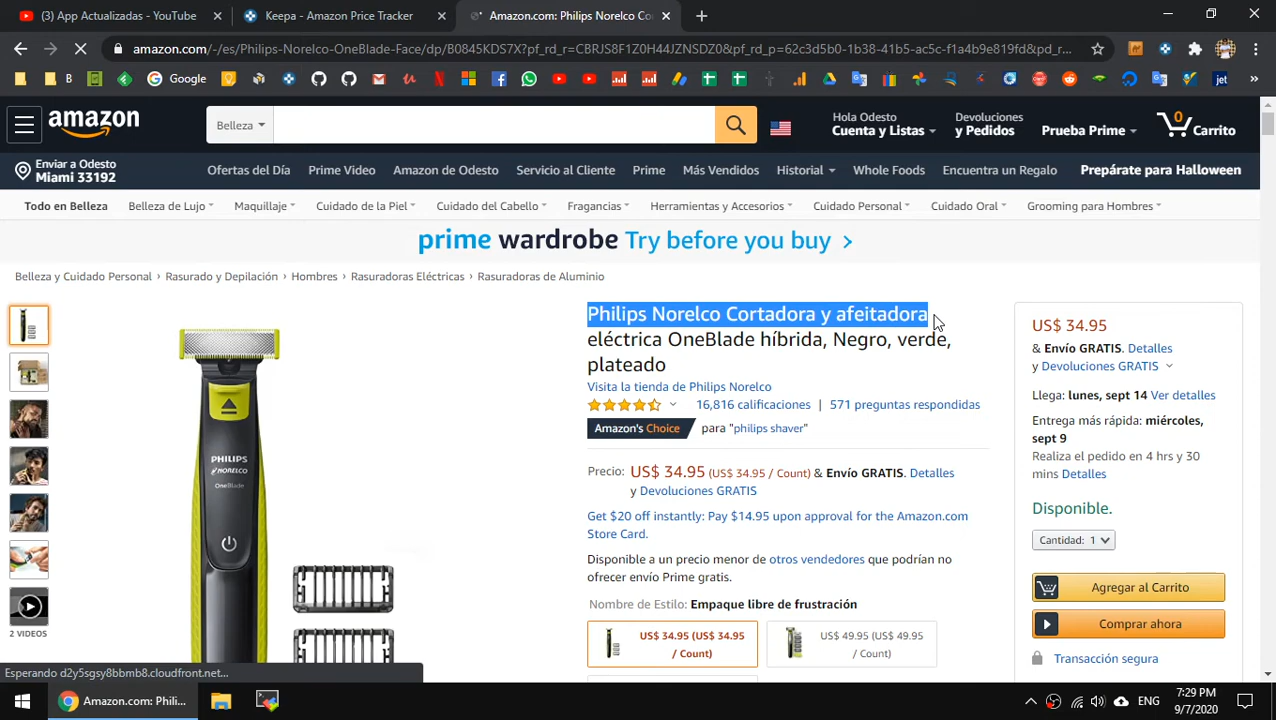 (3) App Actualizadas - YouTube
Keepa - Amazon Price Tracker
Amazon.com: Philips Norelco Co
amazon.com/-/es/Philips-Norelco-OneBlade-Face/dp/B0845KDS7X?pf_rd_r=CBRJS8F1Z0H44JZNSDZ0&pf_rd_p=62c3d5b0-1b38-41b5-ac5c-f1a4b9e819fd&pd_r...
B
Google
jet
amazon
Belleza
Hola Odesto
Cuenta y Listas
Devoluciones
y Pedidos
Prueba Prime
0
Carrito
Enviar a Odesto
Miami 33192
Ofertas del Día
Prime Video
Amazon de Odesto
Servicio al Cliente
Prime
Más Vendidos
Historial
Whole Foods
Encuentra un Regalo
Prepárate para Halloween
Todo en Belleza
Belleza de Lujo
Maquillaje
Cuidado de la Piel
Cuidado del Cabello
Fragancias
Herramientas y Accesorios
Cuidado Personal
Cuidado Oral
Grooming para Hombres
prime wardrobe Try before you buy >
Belleza y Cuidado Personal › Rasurado y Depilación › Hombres › Rasuradoras Eléctricas › Rasuradoras de Aluminio
Philips Norelco Cortadora y afeitadora
eléctrica OneBlade híbrida, Negro, verde,
plateado
Visita la tienda de Philips Norelco
16,816 calificaciones | 571 preguntas respondidas
Amazon's Choice para "philips shaver"
Precio: US$ 34.95 (US$ 34.95 / Count) & Envío GRATIS. Detalles
y Devoluciones GRATIS
Get $20 off instantly: Pay $14.95 upon approval for the Amazon.com
Store Card.
Disponible a un precio menor de otros vendedores que podrían no
ofrecer envío Prime gratis.
Nombre de Estilo: Empaque libre de frustración
US$ 34.95 (US$ 34.95
/ Count)
US$ 49.95 (US$ 49.95
/ Count)
US$ 34.95
& Envío GRATIS. Detalles
y Devoluciones GRATIS
Llega: lunes, sept 14 Ver detalles
Entrega más rápida: miércoles,
sept 9
Realiza el pedido en 4 hrs y 30
mins Detalles
Disponible.
Cantidad: 1
Agregar al Carrito
Comprar ahora
Transacción segura
PHILIPS
NORELCO
OneBlade
2 VIDEOS
Esperando d2y5sgsy8bbmb8.cloudfront.net...
Amazon.com: Phili...
ENG
7:29 PM
9/7/2020